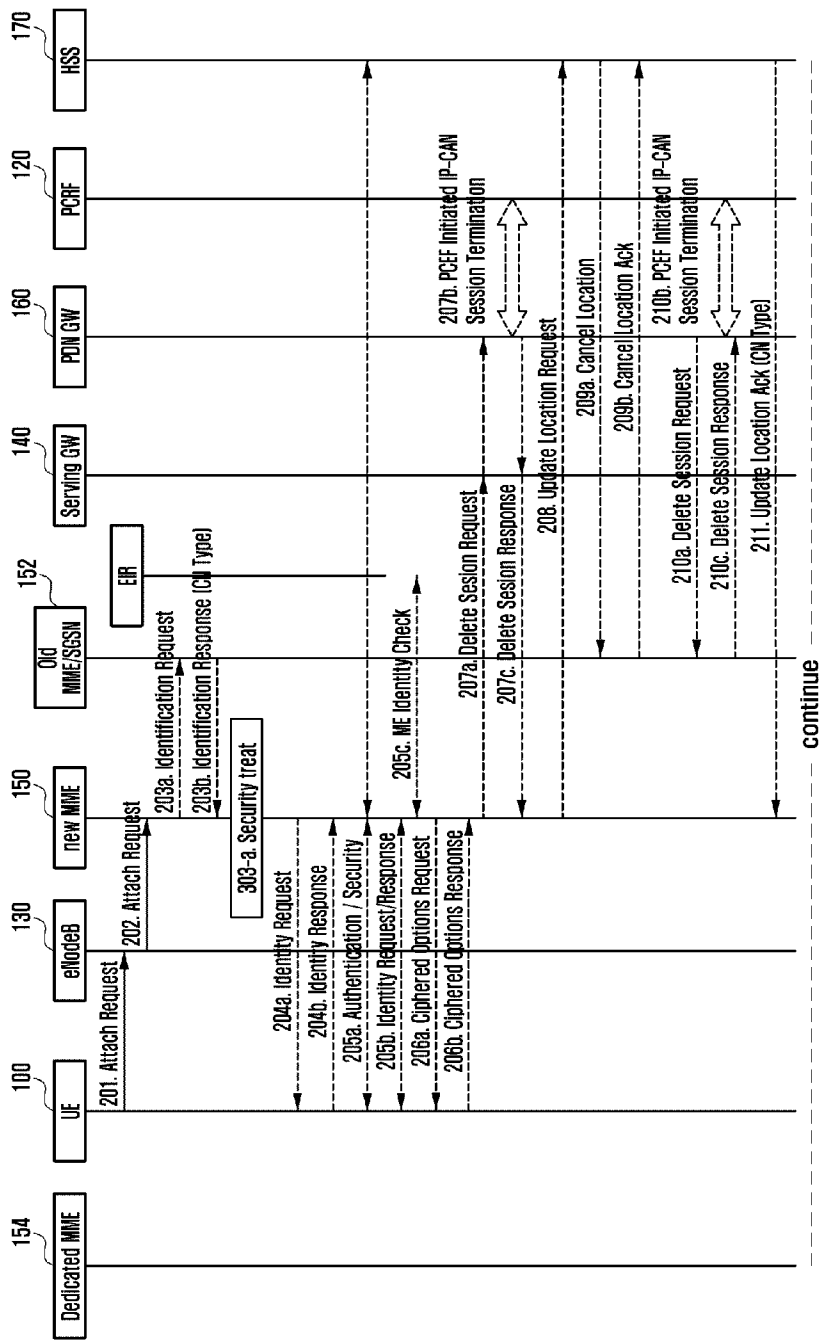 154
Dedicated MME
100
UE
130
eNodeB
150
new MME
152
Old
MME/SGSN
EIR
140
Serving GW
160
PDN GW
120
PCRF
170
HSS
201. Attach Request
202. Attach Request
203a. Identification Request
203b. Identification Response (CN Type)
303-a. Security treat
204a. Identity Request
204b. Identity Response
205a. Authentication / Security
205b. Identity Request/Response
205c. ME Identity Check
206a. Ciphered Options Request
206b. Ciphered Options Response
207a. Delete Sesion Request
207b. PCEF Initiated IP-CAN
Session Termination
207c. Delete Sesion Response
208. Update Location Request
209a. Cancel Location
209b. Cancel Location Ack
210a. Delete Session Request
210b. PCEF Initiated IP-CAN
Session Termination
210c. Delete Session Response
211. Update Location Ack (CN Type)
continue